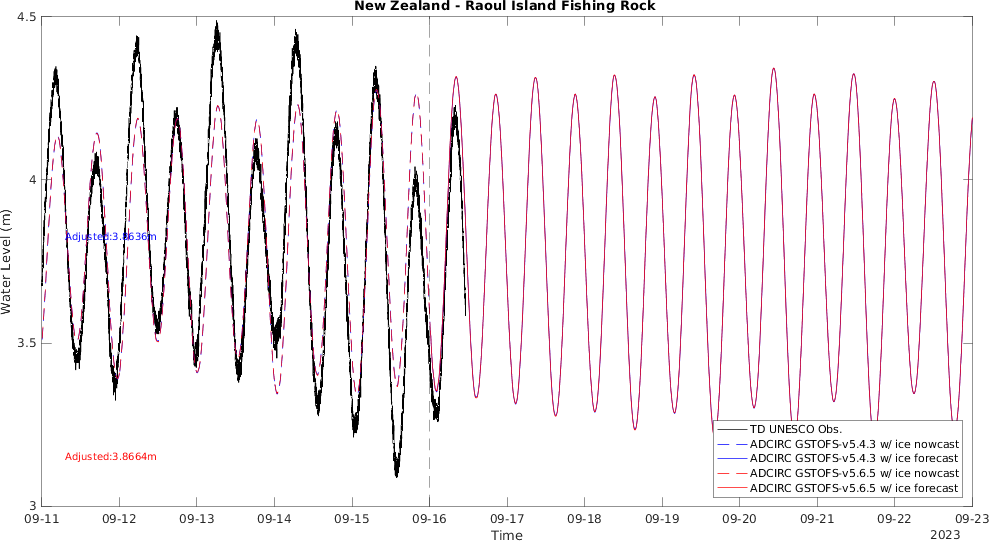 New Zealand - Raoul Island Fishing Rock
4.5
4
3.5
3
Water Level (m)
Adjusted:3.8636m
Adjusted:3.8664m
TD UNESCO Obs.
ADCIRC GSTOFS-v5.4.3 w/ ice nowcast
ADCIRC GSTOFS-v5.4.3 w/ ice forecast
ADCIRC GSTOFS-v5.6.5 w/ ice nowcast
ADCIRC GSTOFS-v5.6.5 w/ ice forecast
09-11 09-12 09-13 09-14 09-15 09-16 09-17 09-18 09-19 09-20 09-21 09-22 09-23
Time
2023